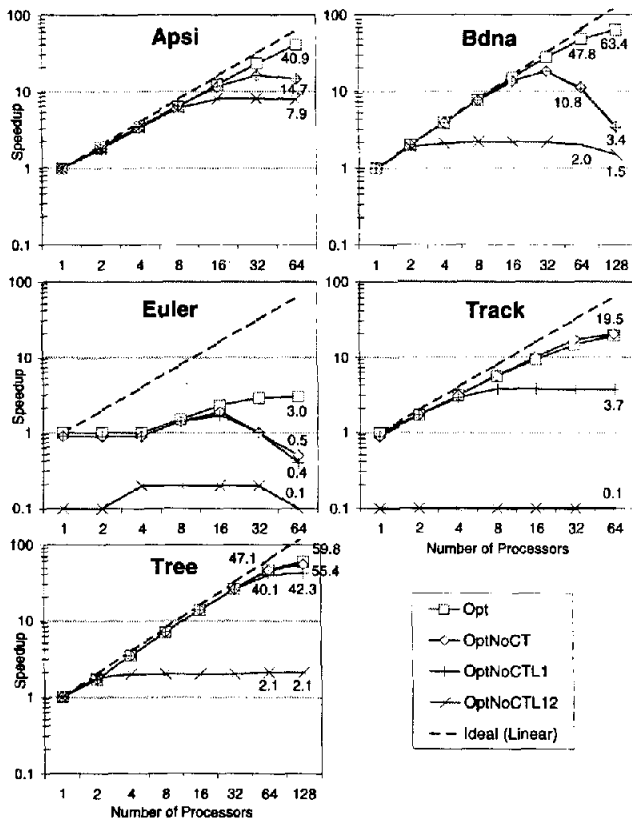 Apsi
Speedup
100
10
1
0.1
40.9
14.7
7.9
1 2 4 8 16 32 64
Bdna
Speedup
100
10
1
0.1
47.8
63.4
10.8
3.4
2.0
1.5
1 2 4 8 16 32 64 128
Euler
Speedup
100
10
1
0.1
3.0
0.5
0.4
0.1
1 2 4 8 16 32 64
Track
Speedup
100
10
1
0.1
19.5
3.7
0.1
1 2 4 8 16 32 64
Number of Processors
Tree
Speedup
100
10
1
0.1
47.1
59.8
55.4
40.1
42.3
2.1
2.1
1 2 4 8 16 32 64 128
Number of Processors
Opt
OptNoCT
OptNoCTL1
OptNoCTL12
Ideal (Linear)